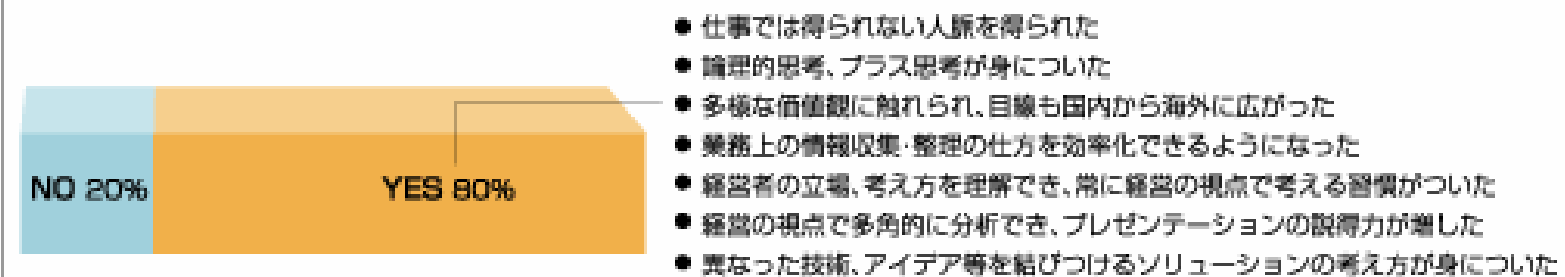 ● 仕事では得られない人脈を得られた
● 論理的思考、プラス思考が身についた
● 多様な価値観に触れられ、目線も国内から海外に広がった
● 業務上の情報収集・整理の仕方を効率化できるようになった
NO 20%
YES 80%
● 経営者の立場、考え方を理解でき、常に経営の視点で考える習慣がついた
● 経営の視点で多角的に分析でき、プレゼンテーションの説得力が増した
● 異なった技術、アイデア等を結びつけるソリューションの考え方が身についた